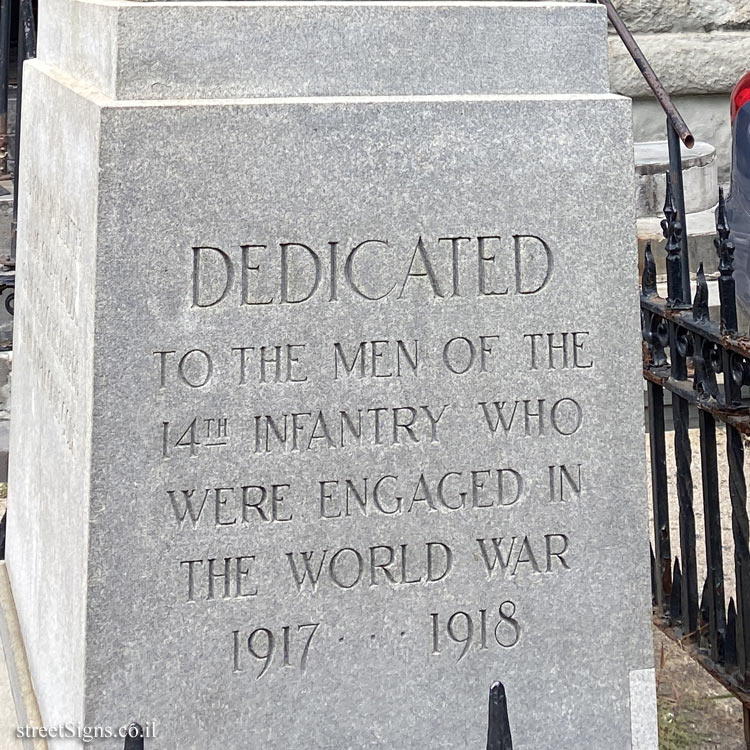 DEDICATED
TO THE MEN OF THE
14TH INFANTRY WHO
WERE ENGAGED IN
THE WORLD WAR
1917 · · · 1918
streetSigns.co.il